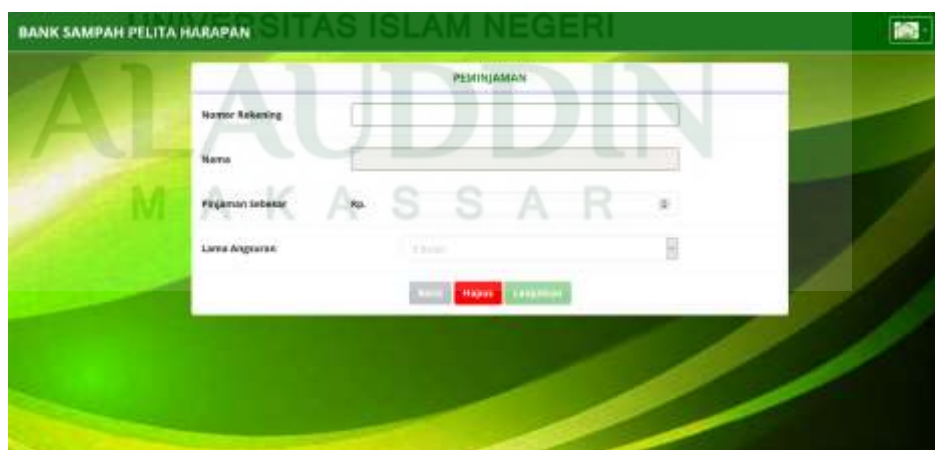 UNIVERSITAS ISLAM NEGERI
BANK SAMPAH PELITA HARAPAN
ALAUDDIN
MAKASSAR
PEMINJAMAN
Nomor Rekening
Nama
Pinjaman Sebesar Rp. 0
Lama Angsuran
Hapus